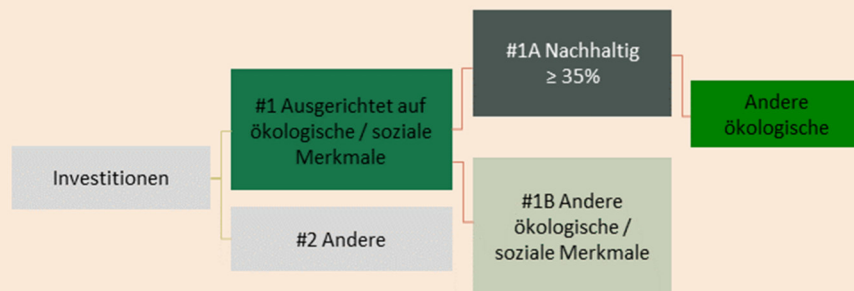 Investitionen
#1 Ausgerichtet auf
ökologische / soziale
Merkmale
#2 Andere
#1A Nachhaltig
≥ 35%
#1B Andere
ökologische /
soziale Merkmale
Andere
ökologische